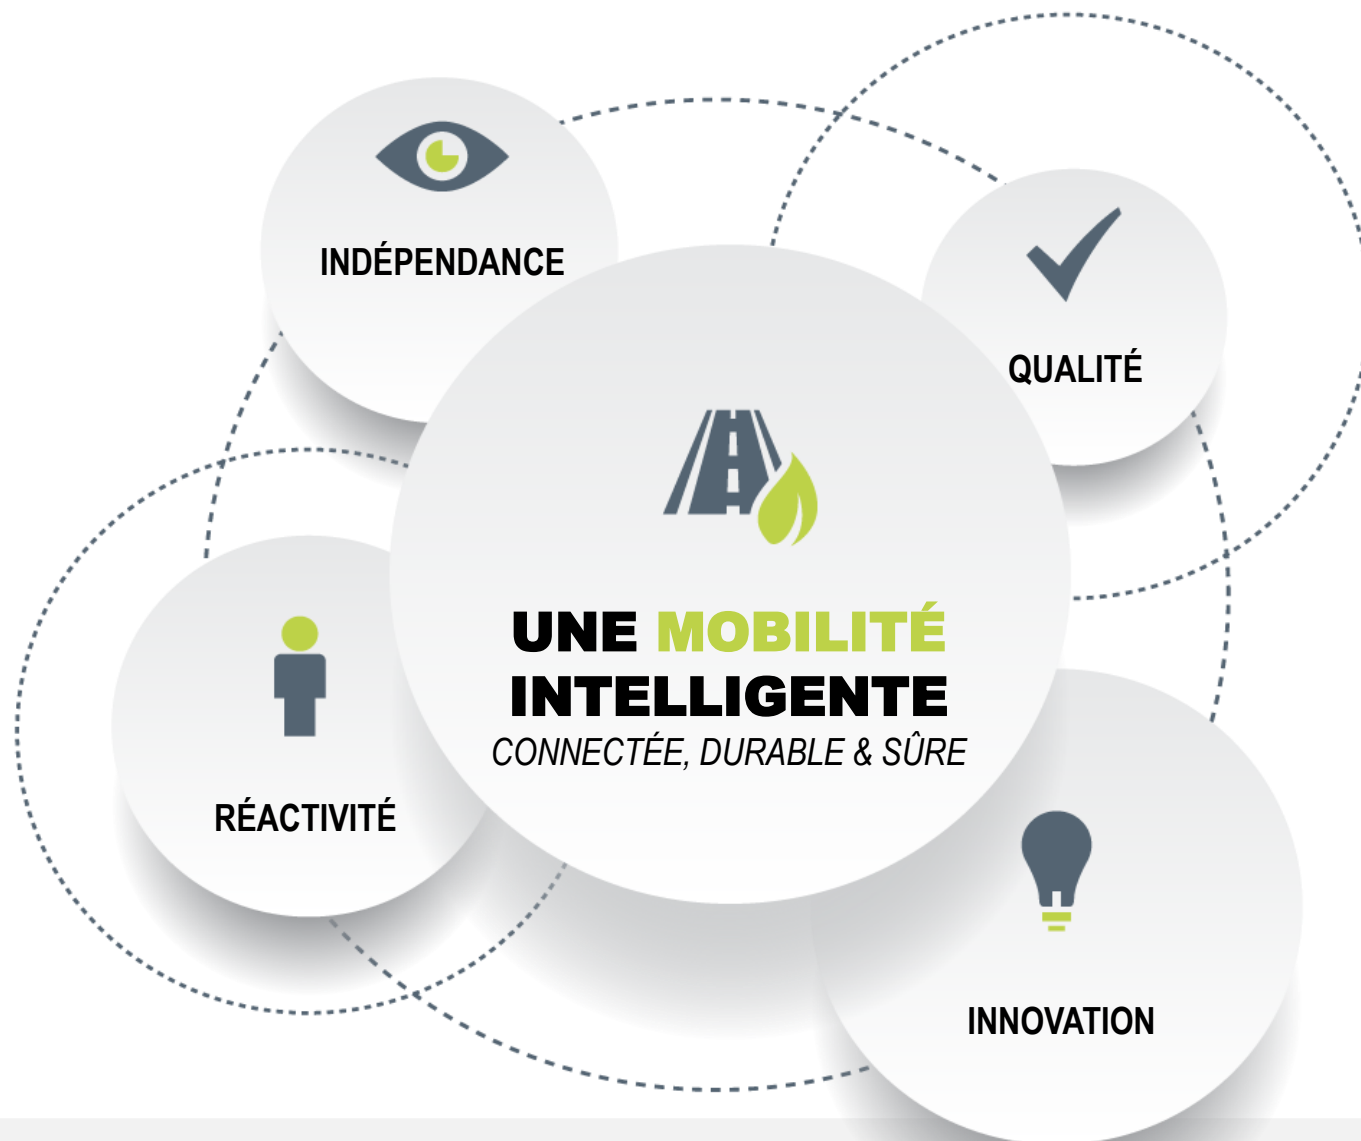 INDÉPENDANCE
QUALITÉ
UNE MOBILITÉ
INTELLIGENTE
CONNECTÉE, DURABLE & SÛRE
RÉACTIVITÉ
INNOVATION